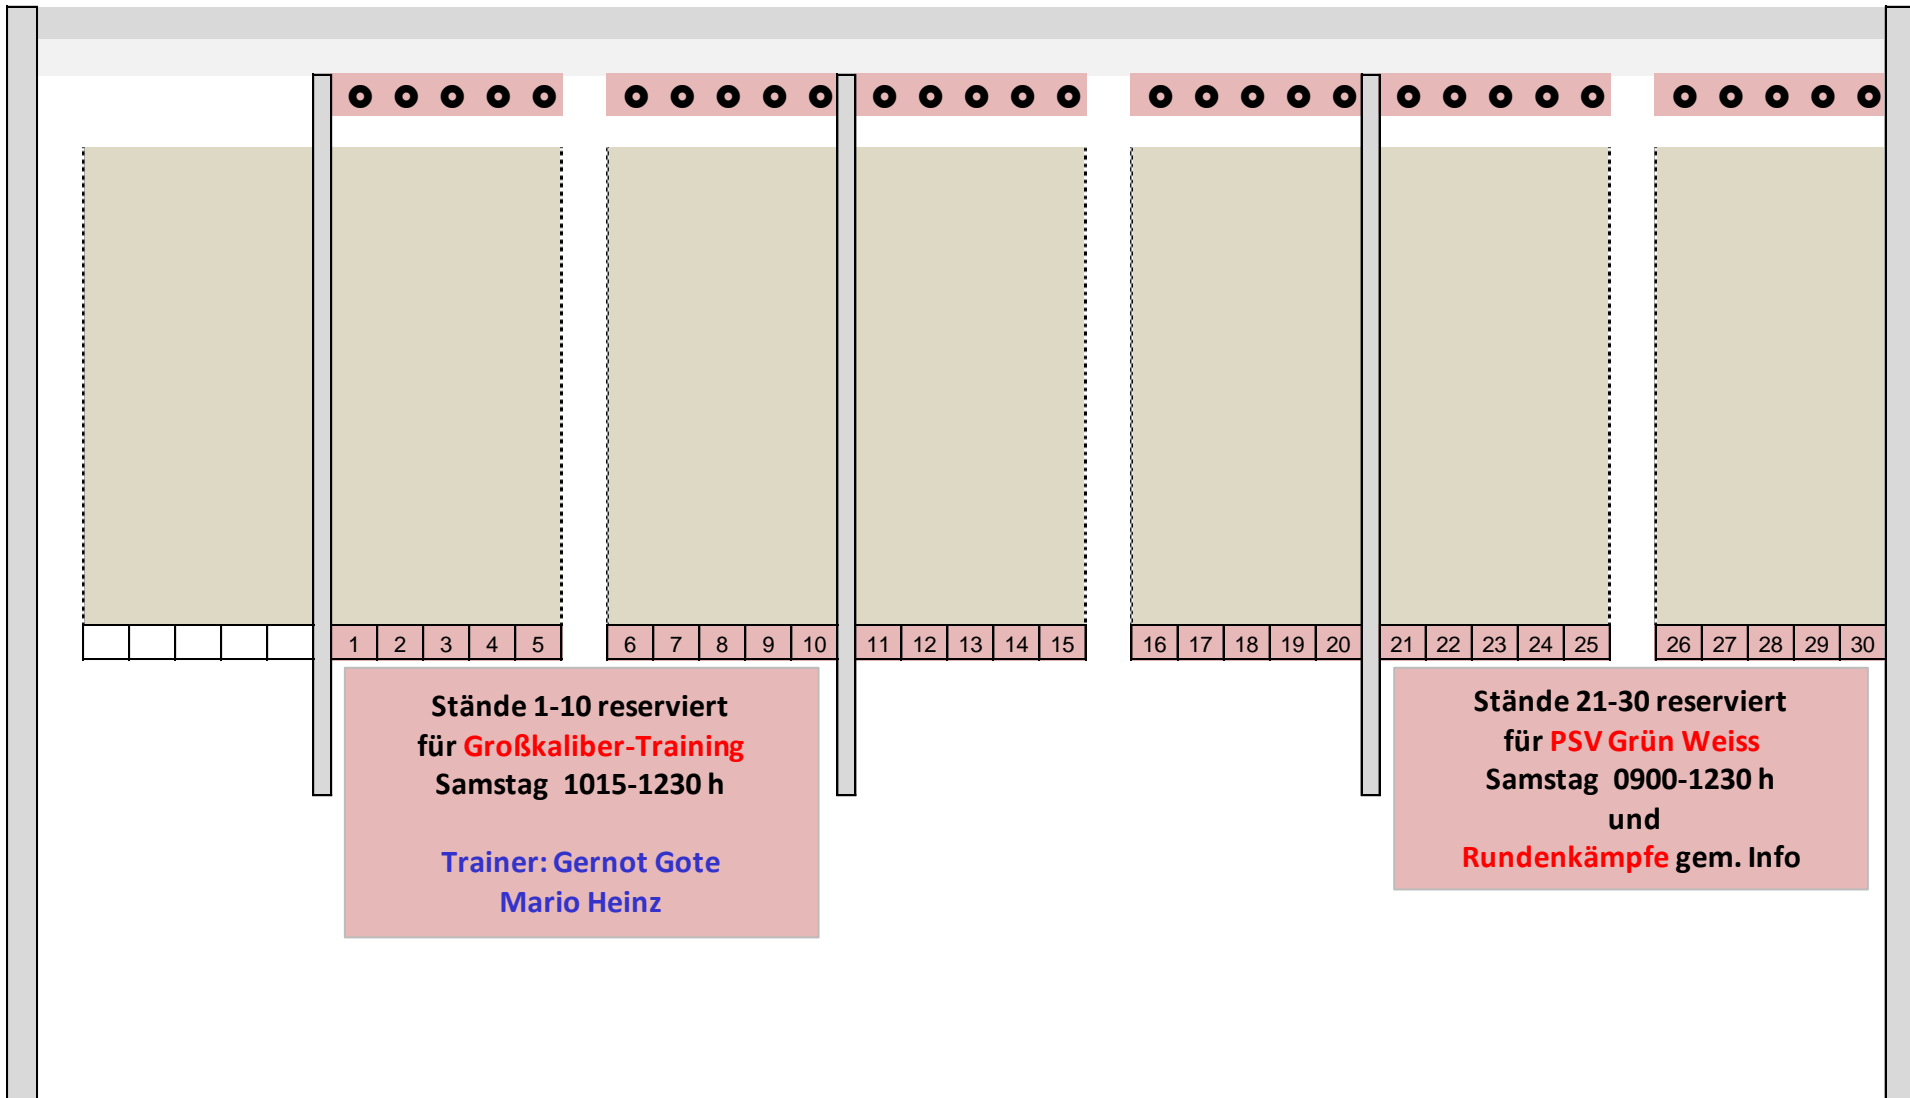 1 2 3 4 5 6 7 8 9 10 11 12 13 14 15 16 17 18 19 20 21 22 23 24 25 26 27 28 29 30
Stände 1-10 reserviert
für Großkaliber-Training
Samstag 1015-1230 h
Trainer: Gernot Gote
Mario Heinz
Stände 21-30 reserviert
für PSV Grün Weiss
Samstag 0900-1230 h
und
Rundenkämpfe gem. Info